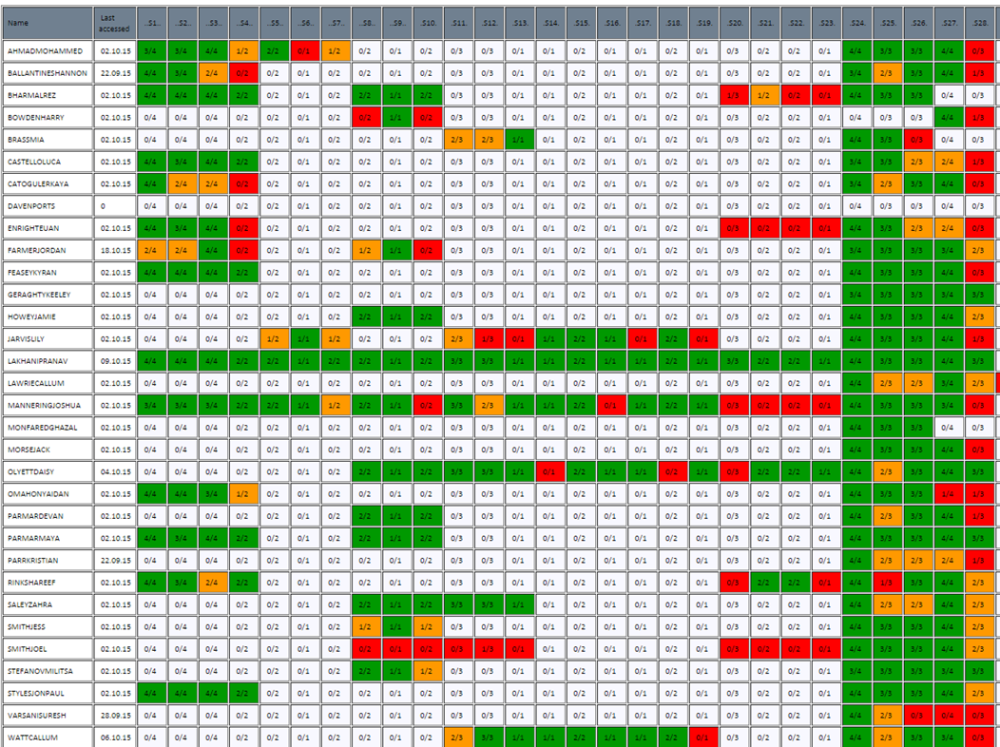 Name Last accessed ..S1.. ..S2.. ..S3.. ..S4.. ..S5.. ..S6.. ..S7.. ..S8.. ..S9.. ..S10. ..S11. ..S12. ..S13. ..S14. ..S15. ..S16. ..S17. ..S18. ..S19. ..S20. ..S21. ..S22. ..S23. ..S24. ..S25. ..S26. ..S27. ..S28.
AHMADMOHAMMED 02.10.15 3/4 3/4 4/4 1/2 2/2 0/1 1/2 0/2 0/1 0/2 0/3 0/3 0/1 0/1 0/2 0/1 0/1 0/2 0/1 0/3 0/2 0/2 0/1 4/4 3/3 3/3 4/4 0/3
BALLANTINESHANNON 22.09.15 4/4 3/4 2/4 0/2 0/2 0/1 0/2 0/2 0/1 0/2 0/3 0/3 0/1 0/1 0/2 0/1 0/1 0/2 0/1 0/3 0/2 0/2 0/1 3/4 2/3 3/3 4/4 1/3
BHARMALREZ 02.10.15 4/4 4/4 4/4 2/2 0/2 0/1 0/2 2/2 1/1 2/2 0/3 0/3 0/1 0/1 0/2 0/1 0/1 0/2 0/1 1/3 1/2 0/2 0/1 4/4 3/3 3/3 0/4 0/3
BOWDENHARRY 02.10.15 0/4 0/4 0/4 0/2 0/2 0/1 0/2 0/2 1/1 0/2 0/3 0/3 0/1 0/1 0/2 0/1 0/1 0/2 0/1 0/3 0/2 0/2 0/1 0/4 0/3 0/3 4/4 1/3
BRASSMIA 02.10.15 0/4 0/4 0/4 0/2 0/2 0/1 0/2 0/2 0/1 0/2 2/3 2/3 1/1 0/1 0/2 0/1 0/1 0/2 0/1 0/3 0/2 0/2 0/1 4/4 3/3 0/3 0/4 0/3
CASTELLOLUCA 02.10.15 4/4 3/4 4/4 2/2 0/2 0/1 0/2 0/2 0/1 0/2 0/3 0/3 0/1 0/1 0/2 0/1 0/1 0/2 0/1 0/3 0/2 0/2 0/1 3/4 3/3 2/3 2/4 1/3
CATOGULERKAYA 02.10.15 4/4 2/4 2/4 0/2 0/2 0/1 0/2 0/2 0/1 0/2 0/3 0/3 0/1 0/1 0/2 0/1 0/1 0/2 0/1 0/3 0/2 0/2 0/1 4/4 2/3 3/3 4/4 0/3
DAVENPORTS 0 0/4 0/4 0/4 0/2 0/2 0/1 0/2 0/2 0/1 0/2 0/3 0/3 0/1 0/1 0/2 0/1 0/1 0/2 0/1 0/3 0/2 0/2 0/1 0/4 0/3 0/3 0/4 0/3
ENRIGHTEUAN 02.10.15 4/4 3/4 4/4 0/2 0/2 0/1 0/2 0/2 0/1 0/2 0/3 0/3 0/1 0/1 0/2 0/1 0/1 0/2 0/1 0/3 0/2 0/2 0/1 4/4 3/3 2/3 2/4 0/3
FARMERJORDAN 18.10.15 2/4 2/4 4/4 0/2 0/2 0/1 0/2 1/2 1/1 0/2 0/3 0/3 0/1 0/1 0/2 0/1 0/1 0/2 0/1 0/3 0/2 0/2 0/1 3/4 3/3 3/3 3/4 2/3
FEASEYKYRAN 02.10.15 4/4 4/4 4/4 2/2 0/2 0/1 0/2 0/2 0/1 0/2 0/3 0/3 0/1 0/1 0/2 0/1 0/1 0/2 0/1 0/3 0/2 0/2 0/1 4/4 3/3 3/3 4/4 0/3
GERAGHTYKEELEY 02.10.15 0/4 0/4 0/4 0/2 0/2 0/1 0/2 0/2 0/1 0/2 0/3 0/3 0/1 0/1 0/2 0/1 0/1 0/2 0/1 0/3 0/2 0/2 0/1 3/4 3/3 3/3 3/4 3/3
HOWEYJAMIE 02.10.15 0/4 0/4 0/4 0/2 0/2 0/1 0/2 2/2 1/1 2/2 0/3 0/3 0/1 0/1 0/2 0/1 0/1 0/2 0/1 0/3 0/2 0/2 0/1 4/4 3/3 3/3 4/4 2/3
JARVISLILY 02.10.15 0/4 0/4 0/4 0/2 1/2 1/1 1/2 0/2 0/1 0/2 2/3 1/3 0/1 1/1 2/2 1/1 0/1 2/2 0/1 0/3 0/2 0/2 0/1 4/4 3/3 3/3 4/4 1/3
LAKHANIPRANAV 09.10.15 4/4 4/4 4/4 2/2 2/2 1/1 2/2 2/2 1/1 2/2 3/3 3/3 1/1 1/1 2/2 1/1 1/1 2/2 1/1 3/3 2/2 2/2 1/1 4/4 3/3 3/3 4/4 3/3
LAWRIECALLUM 02.10.15 0/4 0/4 0/4 0/2 0/2 0/1 0/2 0/2 0/1 0/2 0/3 0/3 0/1 0/1 0/2 0/1 0/1 0/2 0/1 0/3 0/2 0/2 0/1 4/4 2/3 2/3 3/4 2/3
MANNERINGJOSHUA 02.10.15 3/4 3/4 3/4 2/2 2/2 1/1 1/2 2/2 1/1 0/2 3/3 2/3 1/1 1/1 2/2 0/1 1/1 2/2 1/1 0/3 0/2 0/2 0/1 3/4 3/3 3/3 3/4 0/3
MONFAREDGHAZAL 02.10.15 0/4 0/4 0/4 0/2 0/2 0/1 0/2 0/2 0/1 0/2 0/3 0/3 0/1 0/1 0/2 0/1 0/1 0/2 0/1 0/3 0/2 0/2 0/1 4/4 3/3 3/3 0/4 0/3
MORSEJACK 02.10.15 0/4 0/4 0/4 0/2 0/2 0/1 0/2 0/2 0/1 0/2 0/3 0/3 0/1 0/1 0/2 0/1 0/1 0/2 0/1 0/3 0/2 0/2 0/1 3/4 3/3 3/3 4/4 0/3
OLYETTDAISY 04.10.15 0/4 0/4 0/4 0/2 0/2 0/1 0/2 2/2 1/1 2/2 3/3 3/3 1/1 0/1 2/2 1/1 1/1 0/2 1/1 0/3 2/2 2/2 1/1 4/4 2/3 3/3 4/4 3/3
OMAHONYAIDAN 02.10.15 4/4 4/4 3/4 1/2 0/2 0/1 0/2 0/2 0/1 0/2 0/3 0/3 0/1 0/1 0/2 0/1 0/1 0/2 0/1 0/3 0/2 0/2 0/1 4/4 3/3 3/3 1/4 1/3
PARMARDEVAN 02.10.15 0/4 0/4 0/4 0/2 0/2 0/1 0/2 2/2 1/1 2/2 0/3 0/3 0/1 0/1 0/2 0/1 0/1 0/2 0/1 0/3 0/2 0/2 0/1 4/4 2/3 3/3 4/4 1/3
PARMARMAYA 02.10.15 4/4 3/4 4/4 2/2 0/2 0/1 0/2 2/2 1/1 2/2 0/3 0/3 0/1 0/1 0/2 0/1 0/1 0/2 0/1 0/3 0/2 0/2 0/1 3/4 3/3 3/3 4/4 3/3
PARRKRISTIAN 22.09.15 0/4 0/4 0/4 0/2 0/2 0/1 0/2 0/2 0/1 0/2 0/3 0/3 0/1 0/1 0/2 0/1 0/1 0/2 0/1 0/3 0/2 0/2 0/1 4/4 2/3 2/3 2/4 1/3
RINKSHAREEF 02.10.15 4/4 3/4 2/4 2/2 0/2 0/1 0/2 0/2 0/1 0/2 0/3 0/3 0/1 0/1 0/2 0/1 0/1 0/2 0/1 0/3 2/2 2/2 0/1 4/4 1/3 3/3 4/4 2/3
SALEYZAHRA 02.10.15 0/4 0/4 0/4 0/2 0/2 0/1 0/2 2/2 1/1 2/2 3/3 3/3 1/1 0/1 0/2 0/1 0/1 0/2 0/1 0/3 0/2 0/2 0/1 4/4 2/3 2/3 4/4 2/3
SMITHJESS 02.10.15 0/4 0/4 0/4 0/2 0/2 0/1 0/2 1/2 1/1 1/2 0/3 0/3 0/1 0/1 0/2 0/1 0/1 0/2 0/1 0/3 0/2 0/2 0/1 4/4 3/3 3/3 4/4 2/3
SMITHJOEL 02.10.15 0/4 0/4 0/4 0/2 0/2 0/1 0/2 0/2 0/1 0/2 0/3 1/3 0/1 0/1 0/2 0/1 0/1 0/2 0/1 0/3 0/2 0/2 0/1 4/4 3/3 3/3 4/4 2/3
STEFANOVMILITSA 02.10.15 0/4 0/4 0/4 0/2 0/2 0/1 0/2 2/2 1/1 1/2 0/3 0/3 0/1 0/1 0/2 0/1 0/1 0/2 0/1 0/3 0/2 0/2 0/1 3/4 3/3 3/3 3/4 3/3
STYLESJONPAUL 02.10.15 4/4 4/4 4/4 2/2 0/2 0/1 0/2 0/2 0/1 0/2 0/3 0/3 0/1 0/1 0/2 0/1 0/1 0/2 0/1 0/3 0/2 0/2 0/1 3/4 3/3 3/3 4/4 2/3
VARSANISURESH 28.09.15 0/4 0/4 0/4 0/2 0/2 0/1 0/2 0/2 0/1 0/2 0/3 0/3 0/1 0/1 0/2 0/1 0/1 0/2 0/1 0/3 0/2 0/2 0/1 4/4 2/3 0/3 0/4 0/3
WATTCALLUM 06.10.15 0/4 0/4 0/4 0/2 0/2 0/1 0/2 0/2 0/1 0/2 2/3 3/3 1/1 1/1 2/2 1/1 1/1 2/2 0/1 0/3 0/2 0/2 0/1 4/4 2/3 3/3 3/4 0/3